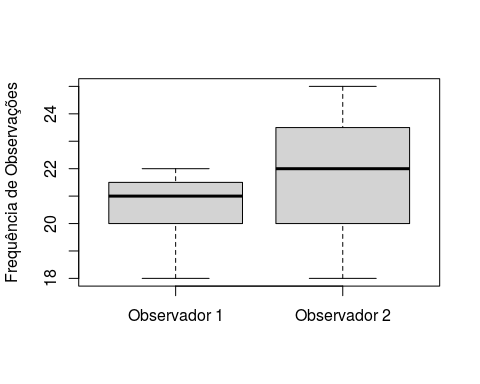 Frequência de Observações
24
22
20
18
Observador 1
Observador 2